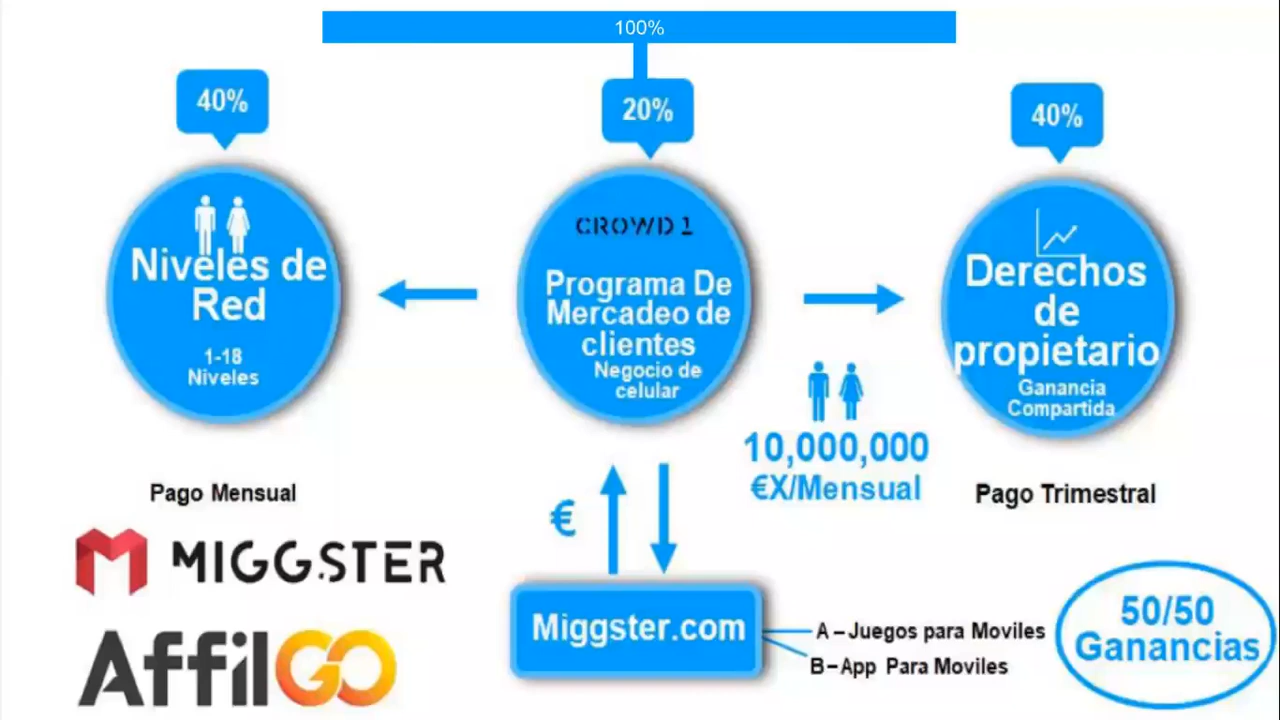 100%
40%
20%
40%
Niveles de
Red
1-18
Niveles
CROWD 1
Programa De
Mercadeo de
clientes
Negocio de
celular
Derechos
de
propietario
Ganancia
Compartida
10,000,000
€X/Mensual
Pago Mensual
Pago Trimestral
€
MIGGSTER
AffilGO
Miggster.com
A – Juegos para Moviles
B – App Para Moviles
50/50
Ganancias